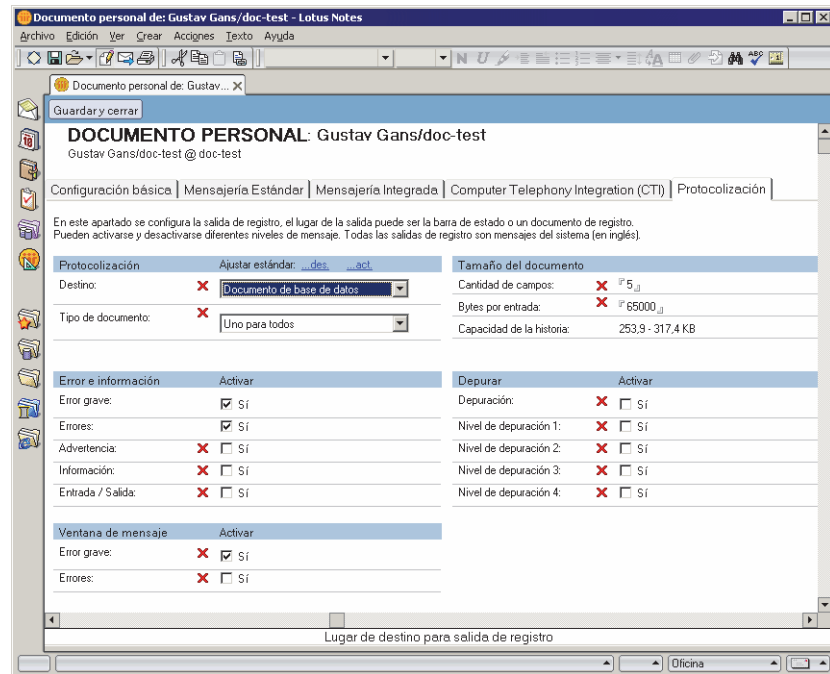 Documento personal de: Gustav Gans/doc-test - Lotus Notes
Archivo Edición Ver Crear Acciones Texto Ayuda
Documento personal de: Gustav...
Guardar y cerrar
DOCUMENTO PERSONAL: Gustav Gans/doc-test
Gustav Gans/doc-test @ doc-test
Configuración básica Mensajería Estándar Mensajería Integrada Computer Telephony Integration (CTI) Protocolización
En este apartado se configura la salida de registro, el lugar de la salida puede ser la barra de estado o un documento de registro.
Pueden activarse y desactivarse diferentes niveles de mensaje. Todas las salidas de registro son mensajes del sistema (en inglés).
Protocolización Ajustar estándar: ...des. ...act.
Destino: Documento de base de datos
Tipo de documento: Uno para todos
Tamaño del documento
Cantidad de campos: 5
Bytes por entrada: 65000
Capacidad de la historia: 253,9 - 317,4 KB
Error e información Activar
Error grave: Sí
Errores: Sí
Advertencia: Sí
Información: Sí
Entrada / Salida: Sí
Depurar Activar
Depuración: Sí
Nivel de depuración 1: Sí
Nivel de depuración 2: Sí
Nivel de depuración 3: Sí
Nivel de depuración 4: Sí
Ventana de mensaje Activar
Error grave: Sí
Errores: Sí
Lugar de destino para salida de registro
Oficina